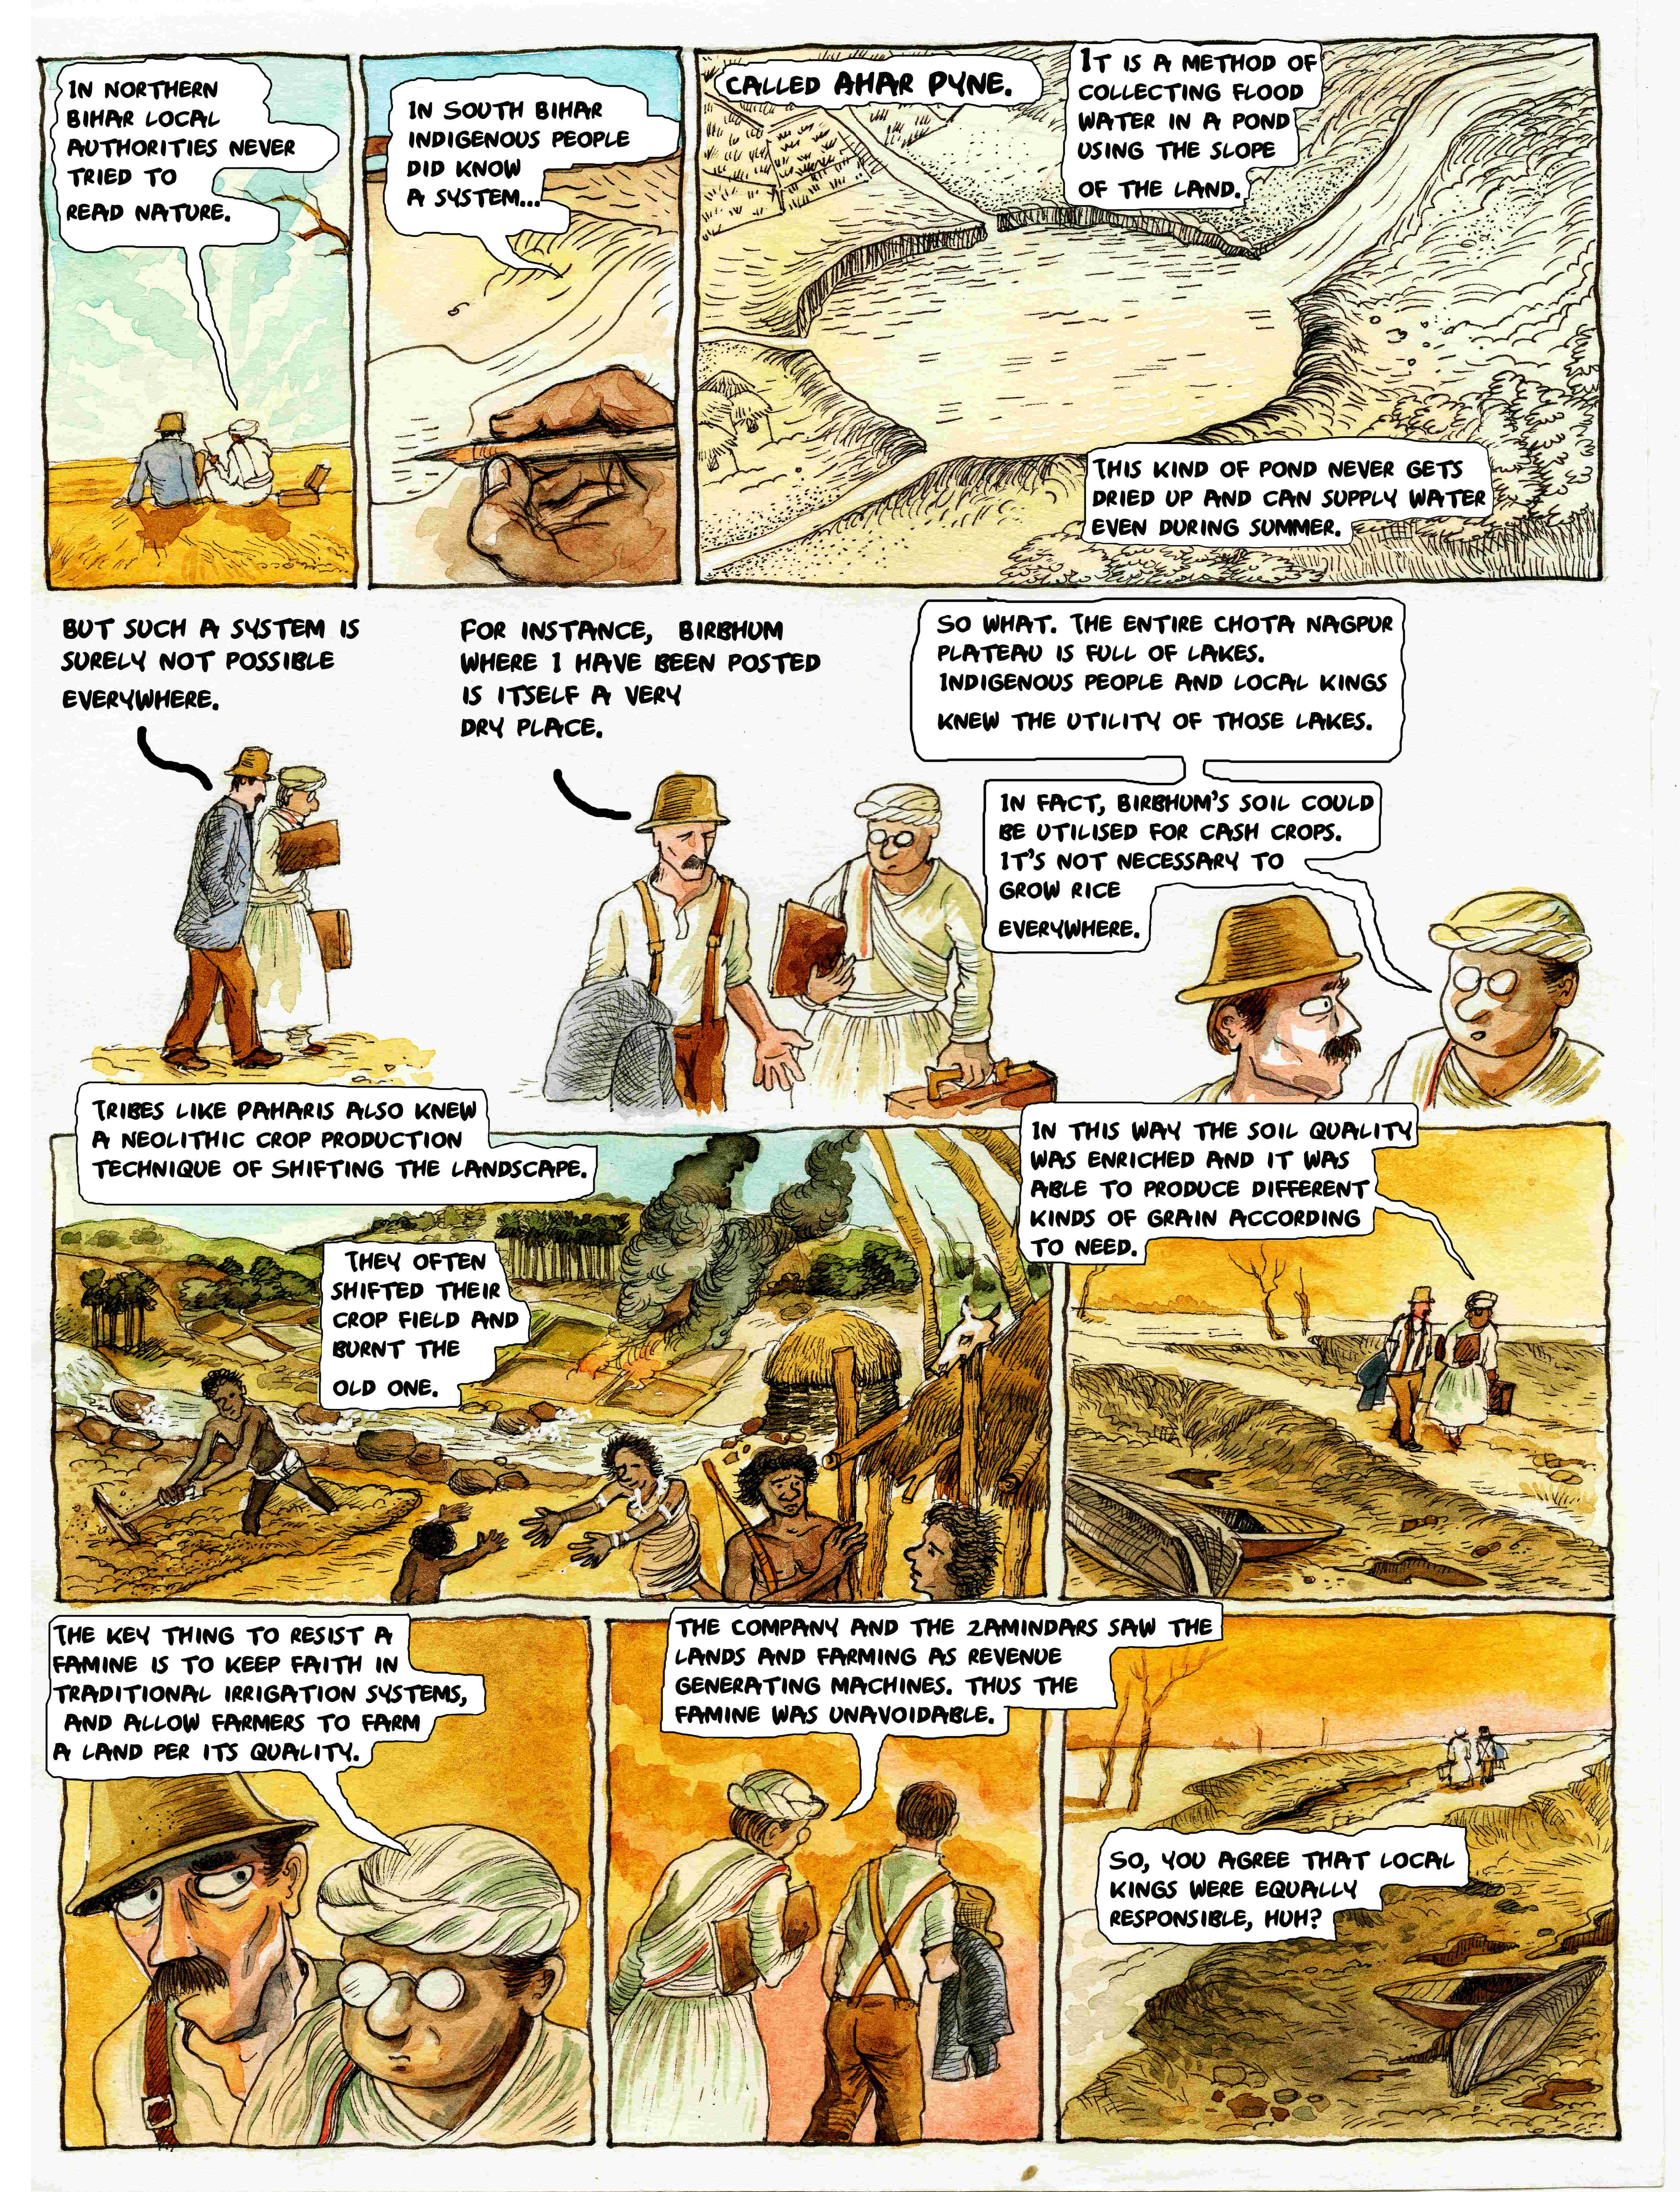 IN NORTHERN
BIHAR LOCAL
AUTHORITIES NEVER
TRIED TO
READ NATURE.
IN SOUTH BIHAR
INDIGENOUS PEOPLE
DID KNOW
A SYSTEM...
CALLED AHAR PYNE.
IT IS A METHOD OF
COLLECTING FLOOD
WATER IN A POND
USING THE SLOPE
OF THE LAND.
THIS KIND OF POND NEVER GETS
DRIED UP AND CAN SUPPLY WATER
EVEN DURING SUMMER.
BUT SUCH A SYSTEM IS
SURELY NOT POSSIBLE
EVERYWHERE.
FOR INSTANCE, BIRBHUM
WHERE I HAVE BEEN POSTED
IS ITSELF A VERY
DRY PLACE.
SO WHAT. THE ENTIRE CHOTA NAGPUR
PLATEAU IS FULL OF LAKES.
INDIGENOUS PEOPLE AND LOCAL KINGS
KNEW THE UTILITY OF THOSE LAKES.
IN FACT, BIRBHUM'S SOIL COULD
BE UTILISED FOR CASH CROPS.
IT'S NOT NECESSARY TO
GROW RICE
EVERYWHERE.
TRIBES LIKE PAHARIS ALSO KNEW
A NEOLITHIC CROP PRODUCTION
TECHNIQUE OF SHIFTING THE LANDSCAPE.
THEY OFTEN
SHIFTED THEIR
CROP FIELD AND
BURNT THE
OLD ONE.
IN THIS WAY THE SOIL QUALITY
WAS ENRICHED AND IT WAS
ABLE TO PRODUCE DIFFERENT
KINDS OF GRAIN ACCORDING
TO NEED.
THE KEY THING TO RESIST A
FAMINE IS TO KEEP FAITH IN
TRADITIONAL IRRIGATION SYSTEMS,
AND ALLOW FARMERS TO FARM
A LAND PER ITS QUALITY.
THE COMPANY AND THE ZAMINDARS SAW THE
LANDS AND FARMING AS REVENUE
GENERATING MACHINES. THUS THE
FAMINE WAS UNAVOIDABLE.
SO, YOU AGREE THAT LOCAL
KINGS WERE EQUALLY
RESPONSIBLE, HUH?